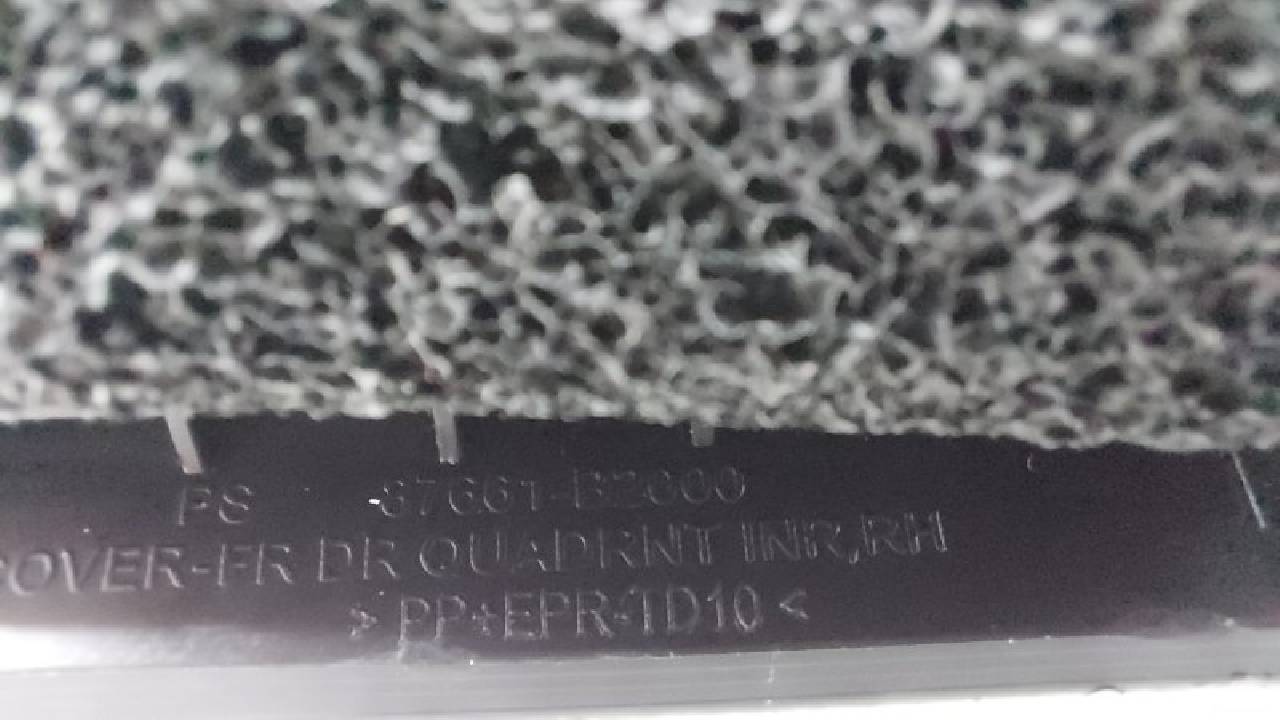 PS 87661-B2000
COVER-FR DR QUADRNT INR,RH
> PP+EPR-TD10 <